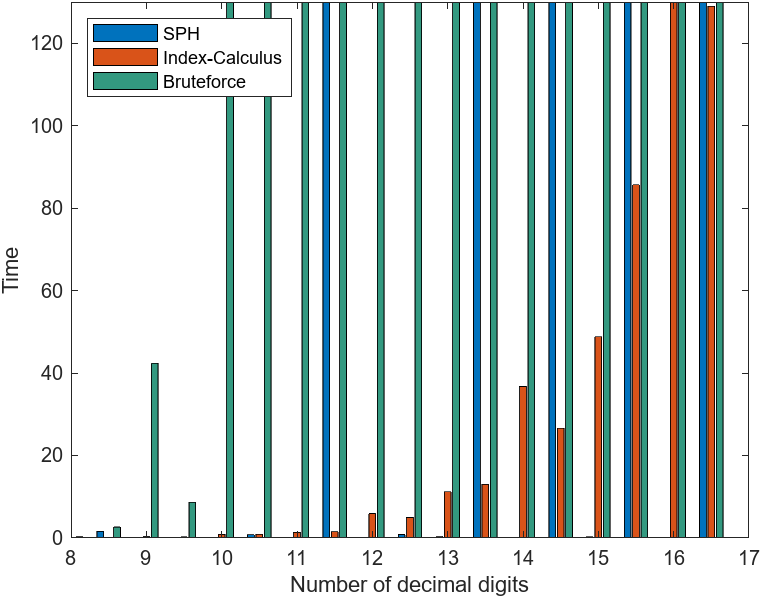 SPH
Index-Calculus
Bruteforce
120
100
80
60
40
20
0
Time
8 9 10 11 12 13 14 15 16 17
Number of decimal digits